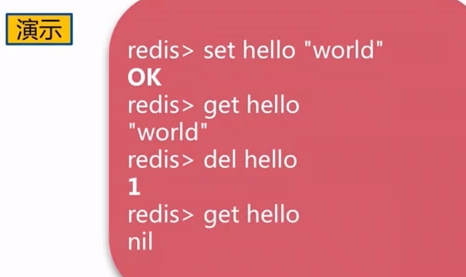 演示
redis> set hello "world"
OK
redis> get hello
"world"
redis> del hello
1
redis> get hello
nil